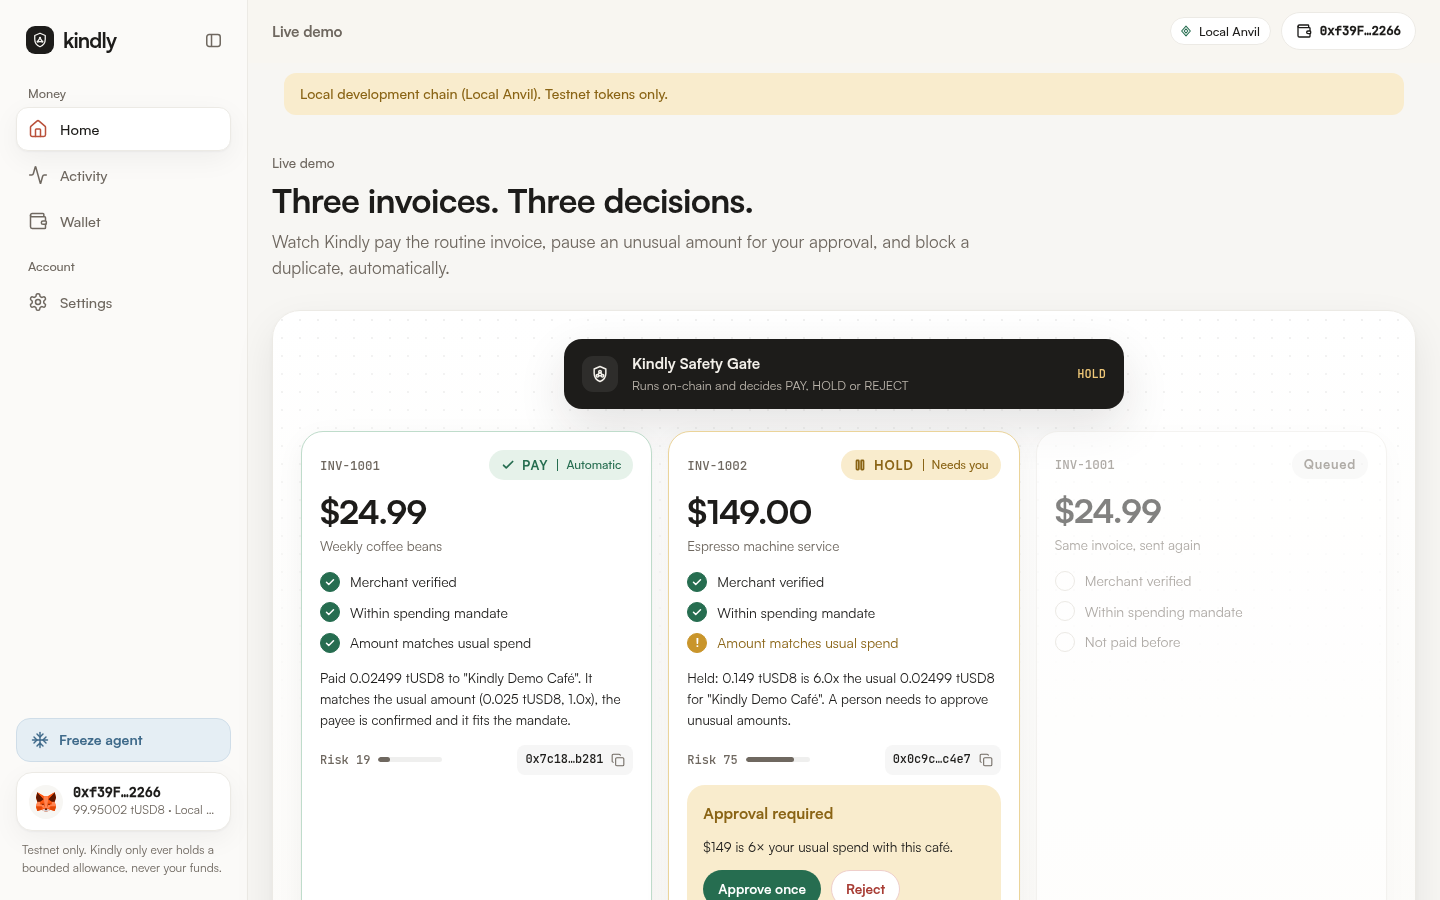 kindly
Money
Home
Activity
Wallet
Account
Settings
Freeze agent
0xf39F…2266
99.95002 tUSD8 · Local ...
Testnet only. Kindly only ever holds a
bounded allowance, never your funds.
Live demo
Local Anvil
0xf39F…2266
Local development chain (Local Anvil). Testnet tokens only.
Live demo
Three invoices. Three decisions.
Watch Kindly pay the routine invoice, pause an unusual amount for your approval, and block a
duplicate, automatically.
Kindly Safety Gate
Runs on-chain and decides PAY, HOLD or REJECT
HOLD
INV-1001
PAY | Automatic
$24.99
Weekly coffee beans
Merchant verified
Within spending mandate
Amount matches usual spend
Paid 0.02499 tUSD8 to "Kindly Demo Café". It
matches the usual amount (0.025 tUSD8, 1.0x), the
payee is confirmed and it fits the mandate.
Risk 19
0x7c18…b281
INV-1002
HOLD | Needs you
$149.00
Espresso machine service
Merchant verified
Within spending mandate
! Amount matches usual spend
Held: 0.149 tUSD8 is 6.0x the usual 0.02499 tUSD8
for "Kindly Demo Café". A person needs to approve
unusual amounts.
Risk 75
0x0c9c…c4e7
Approval required
$149 is 6× your usual spend with this café.
Approve once
Reject
INV-1001
Queued
$24.99
Same invoice, sent again
Merchant verified
Within spending mandate
Not paid before